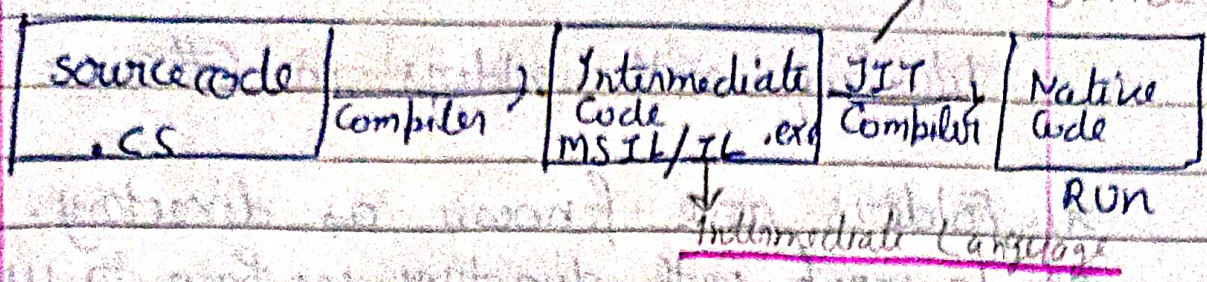 sourcecode
.CS
Compiler
Intermediate
Code
MSIL/IL .exe
JIT
Compiler
Native
Code
RUn
Intermediate Language